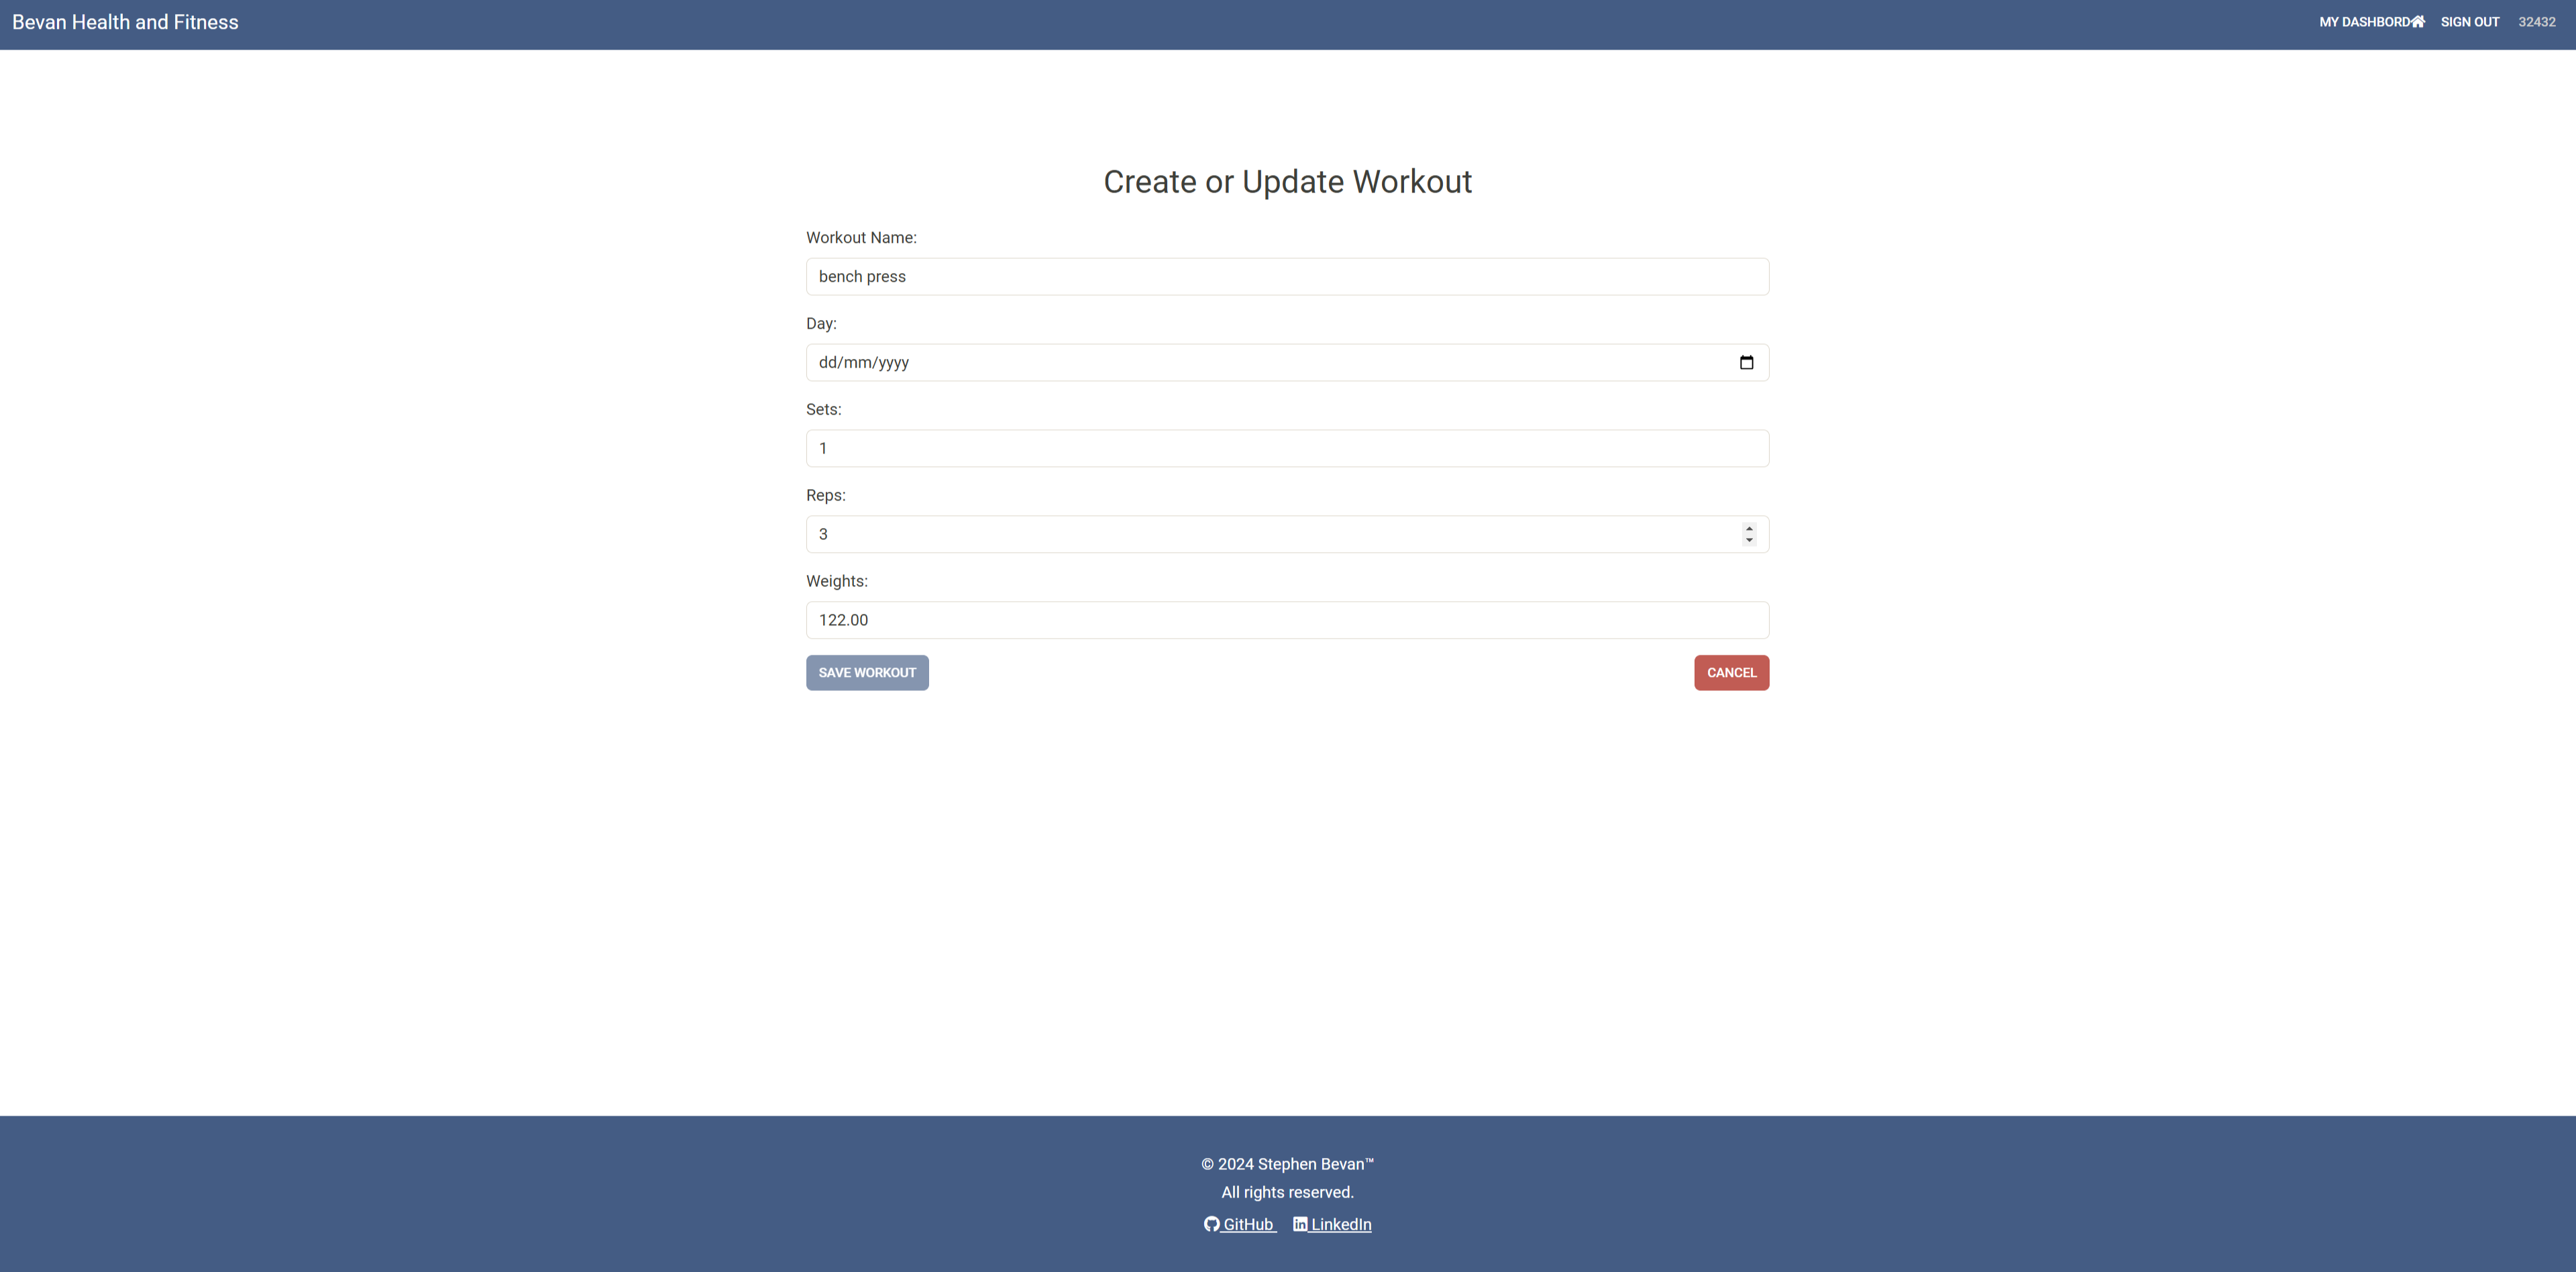 Bevan Health and Fitness
MY DASHBORD SIGN OUT 32432
Create or Update Workout
Workout Name:
bench press
Day:
dd/mm/yyyy
Sets:
1
Reps:
3
Weights:
122.00
SAVE WORKOUT CANCEL
© 2024 Stephen Bevan™
All rights reserved.
GitHub LinkedIn